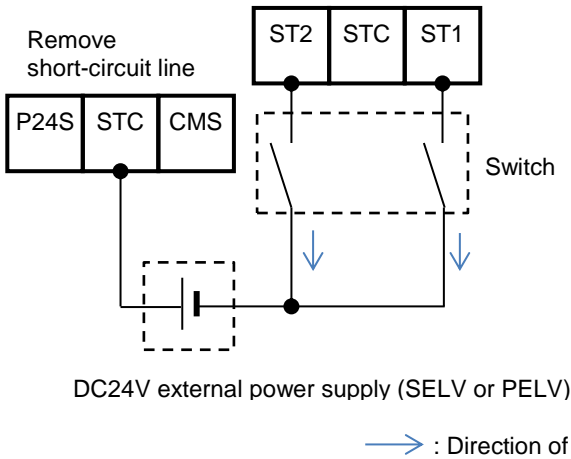 Remove
short-circuit line
ST2 STC ST1
P24S STC CMS
Switch
DC24V external power supply (SELV or PELV)
: Direction of